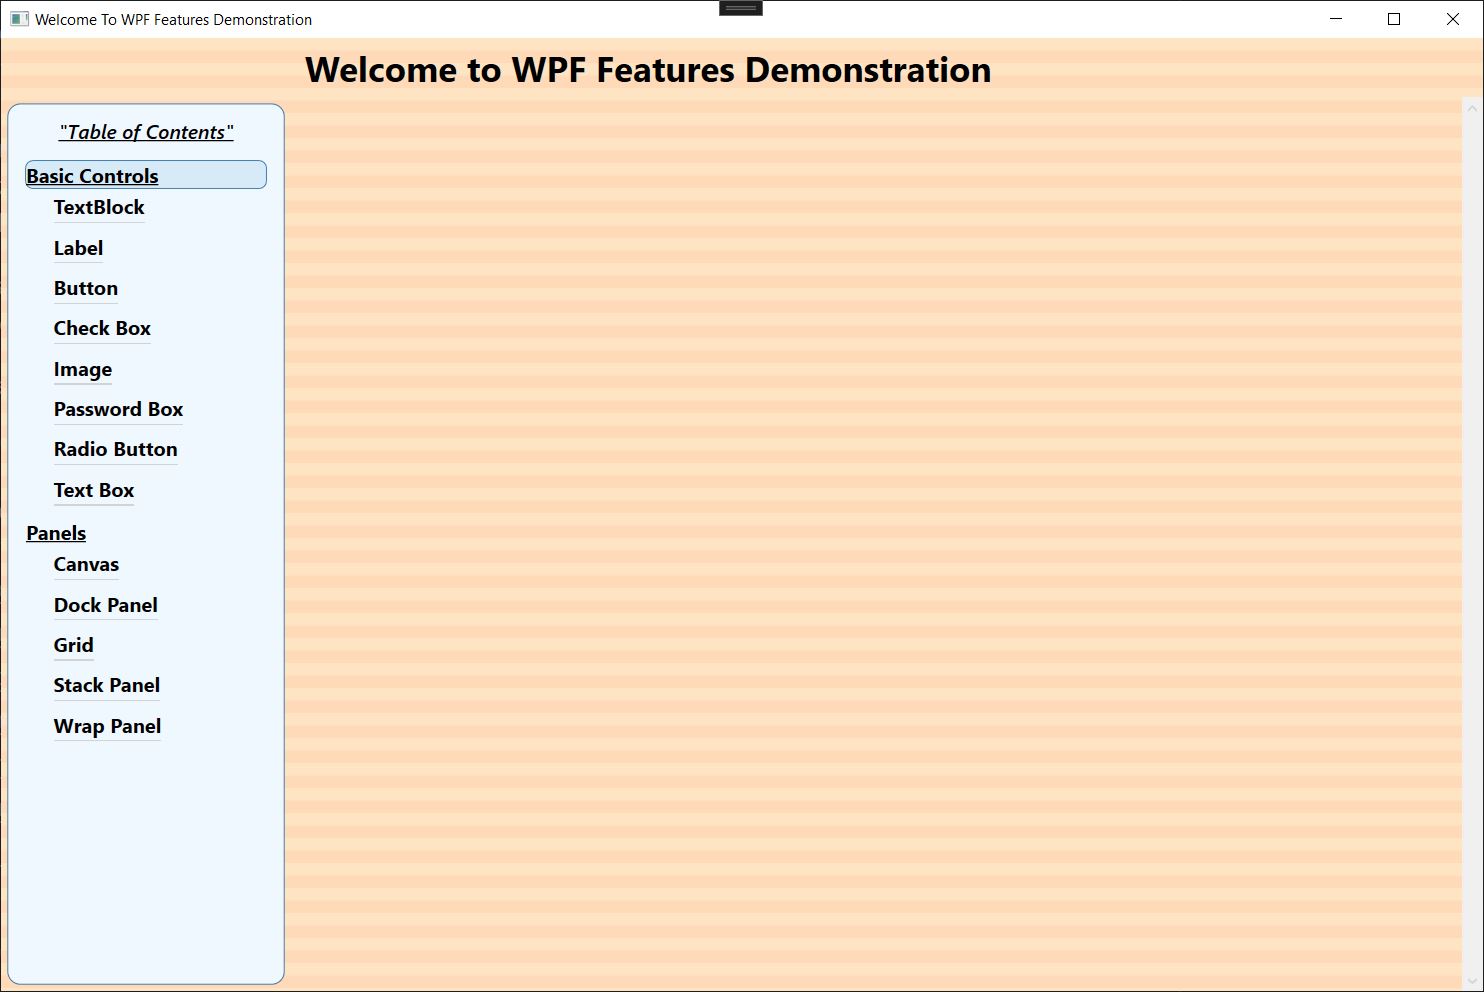 Welcome To WPF Features Demonstration
Welcome to WPF Features Demonstration
"Table of Contents"
Basic Controls
TextBlock
Label
Button
Check Box
Image
Password Box
Radio Button
Text Box
Panels
Canvas
Dock Panel
Grid
Stack Panel
Wrap Panel